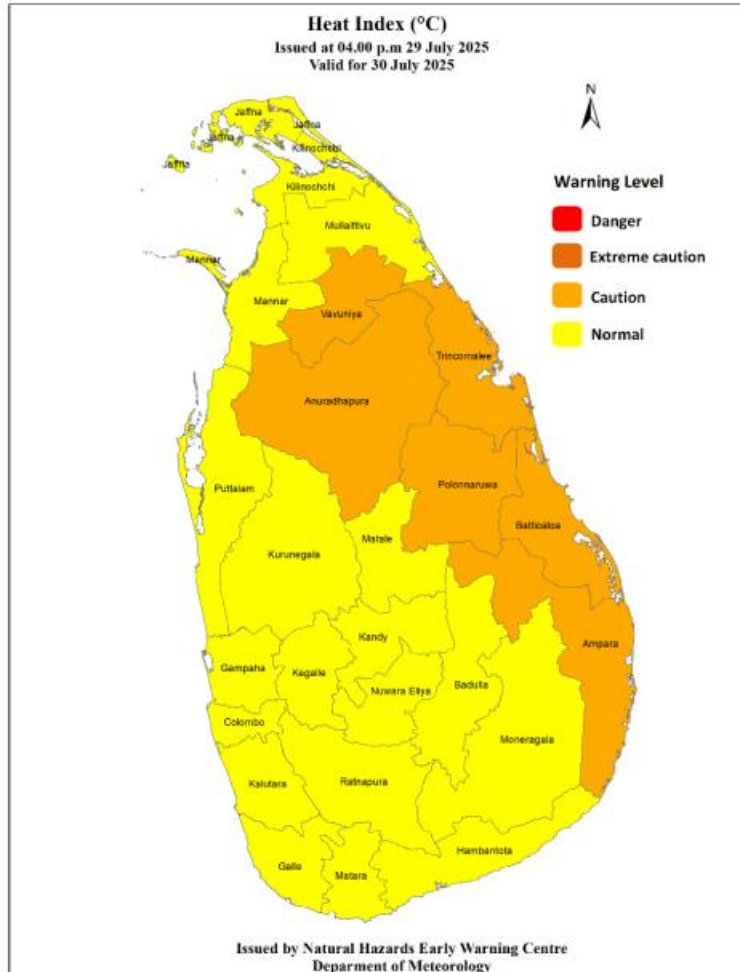 Heat Index (°C)
Issued at 04.00 p.m 29 July 2025
Valid for 30 July 2025
N
Jaffna
Jaffna
Jaffna
Kilinochchi
Jaffna
Kilinochchi
Mullaittivu
Mannar
Mannar
Vavuniya
Trincomalee
Anuradhapura
Puttalam
Polonnaruwa
Batticaloa
Kurunegala
Matale
Kandy
Ampara
Gampaha
Kegalle
Nuwara Eliya
Badulla
Colombo
Moneragala
Kalutara
Ratnapura
Hambantota
Galle
Matara
Warning Level
Danger
Extreme caution
Caution
Normal
Issued by Natural Hazards Early Warning Centre
Deparment of Meteorology